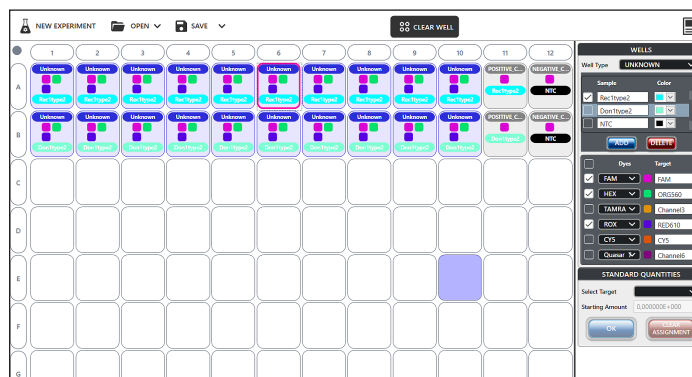 NEW EXPERIMENT OPEN SAVE CLEAR WELL
1 2 3 4 5 6 7 8 9 10 11 12
A
Unknown Unknown Unknown Unknown Unknown Unknown Unknown Unknown Unknown Unknown POSITIVE_C... NEGATIVE_C...
Rec1type2 Rec1type2 Rec1type2 Rec1type2 Rec1type2 Rec1type2 Rec1type2 Rec1type2 Rec1type2 Rec1type2 Rec1type2 NTC
B
Unknown Unknown Unknown Unknown Unknown Unknown Unknown Unknown Unknown Unknown POSITIVE_C... NEGATIVE_C...
Don1type2 Don1type2 Don1type2 Don1type2 Don1type2 Don1type2 Don1type2 Don1type2 Don1type2 Don1type2 Don1type2 NTC
C
D
E
F
G
WELLS
Well Type UNKNOWN
Sample Color
Rec1type2
Don1type2
NTC
ADD DELETE
Dyes Target
FAM FAM
HEX ORG560
TAMRA Channel3
ROX RED610
CY5 CY5
Quasar Channel6
STANDARD QUANTITIES
Select Target
Starting Amount 0,000000E+000
OK CLEAR ASSIGNMENT